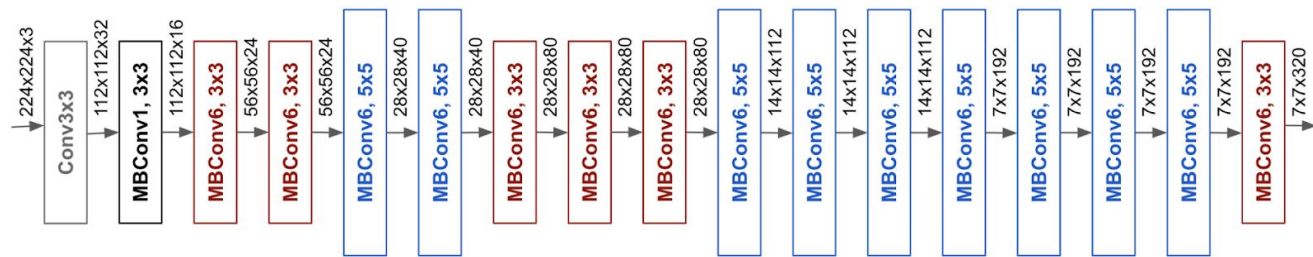 224x224x3
Conv3x3
112x112x32
MBConv1, 3x3
112x112x16
MBConv6, 3x3
56x56x24
MBConv6, 3x3
56x56x24
MBConv6, 5x5
28x28x40
MBConv6, 5x5
28x28x40
MBConv6, 3x3
28x28x80
MBConv6, 3x3
28x28x80
MBConv6, 3x3
28x28x80
MBConv6, 5x5
14x14x112
MBConv6, 5x5
14x14x112
MBConv6, 5x5
14x14x112
MBConv6, 5x5
7x7x192
MBConv6, 5x5
7x7x192
MBConv6, 5x5
7x7x192
MBConv6, 5x5
7x7x192
MBConv6, 3x3
7x7x320